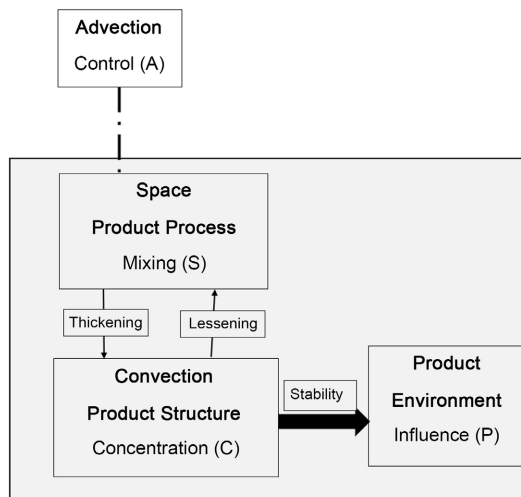 Advection
Control (A)
Space
Product Process
Mixing (S)
Thickening
Lessening
Convection
Product Structure
Concentration (C)
Stability
Product
Environment
Influence (P)